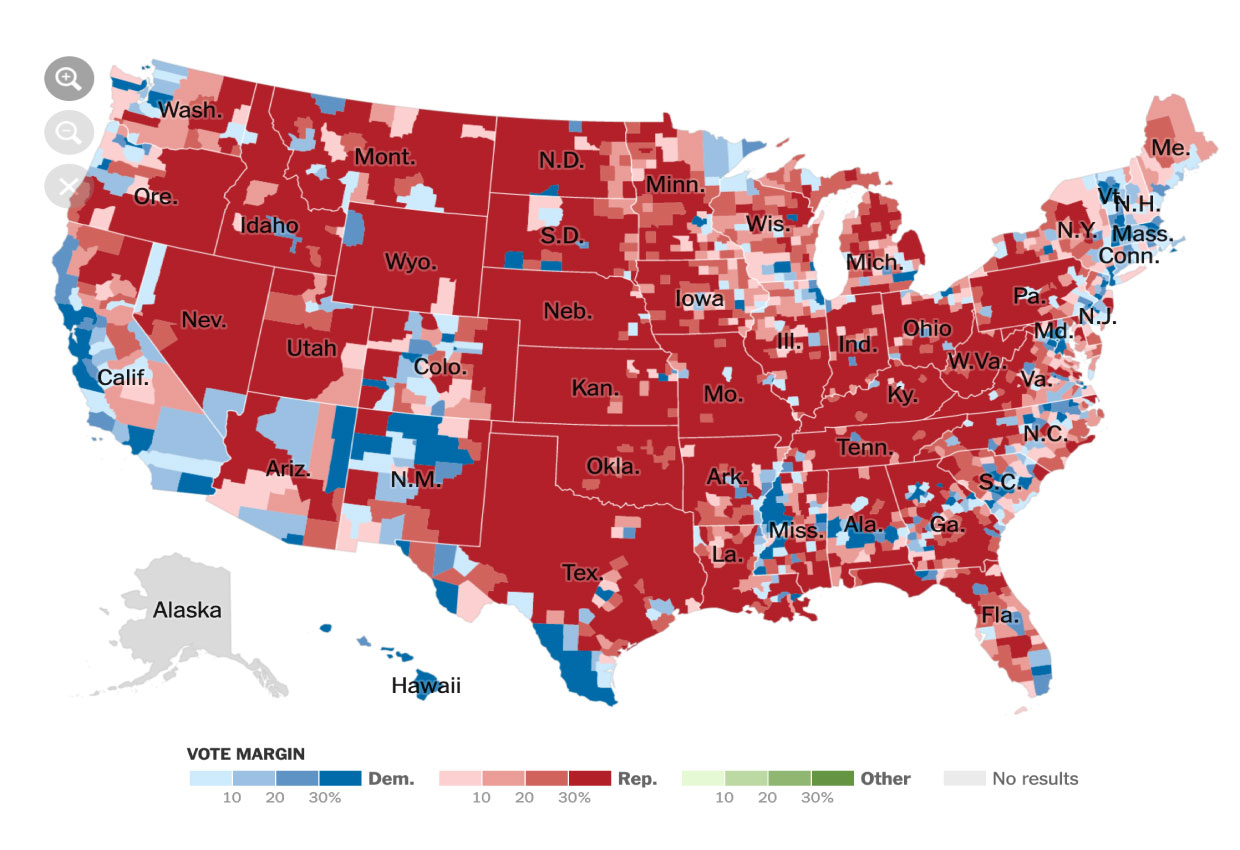 Wash.
Mont.
N.D.
Minn.
Me.
Ore.
Idaho
S.D.
Wis.
Vt.
N.H.
N.Y.
Mass.
Conn.
Wyo.
Mich.
Nev.
Neb.
Iowa
Pa.
N.J.
Utah
Colo.
Ill.
Ind.
Ohio
Md.
Calif.
Kan.
Mo.
W.Va.
Va.
Ky.
N.C.
Ariz.
N.M.
Okla.
Ark.
Tenn.
S.C.
Miss.
Ala.
Ga.
La.
Tex.
Alaska
Fla.
Hawaii
VOTE MARGIN
Dem. Rep. Other No results
10 20 30% 10 20 30% 10 20 30%